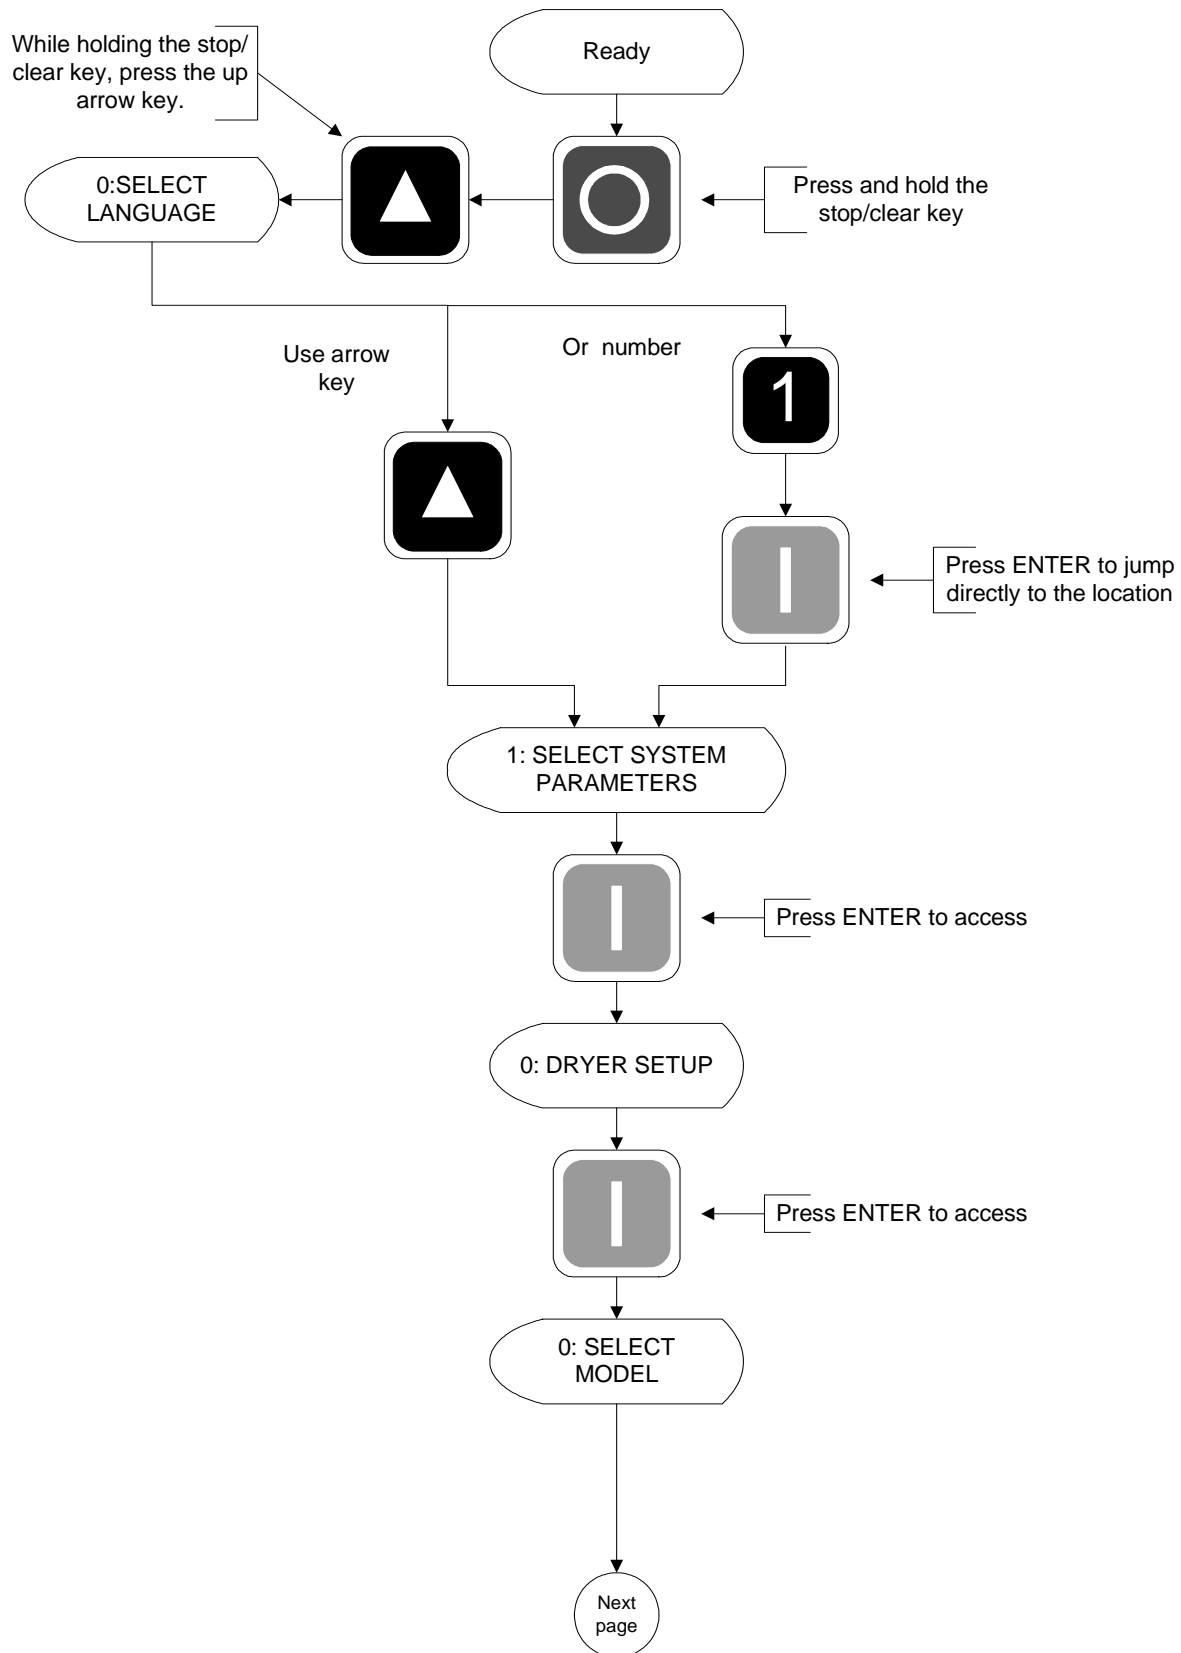 Ready
While holding the stop/
clear key, press the up
arrow key.
0:SELECT
LANGUAGE
Press and hold the
stop/clear key
Use arrow
key
Or number
1
Press ENTER to jump
directly to the location
1: SELECT SYSTEM
PARAMETERS
Press ENTER to access
0: DRYER SETUP
Press ENTER to access
0: SELECT
MODEL
Next
page